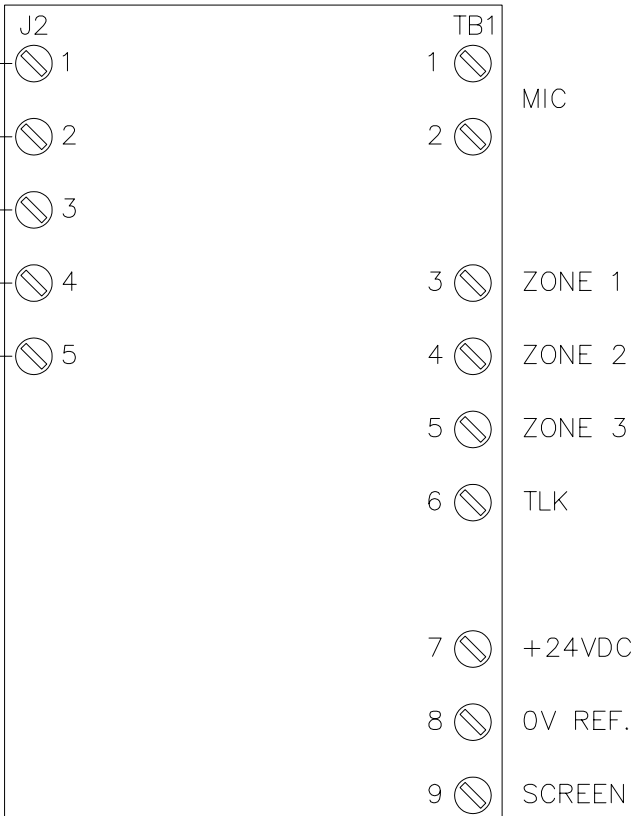 J2 TB1
1 1
MIC
2 2
3
4 3 ZONE 1
5 4 ZONE 2
5 ZONE 3
6 TLK
7 +24VDC
8 0V REF.
9 SCREEN